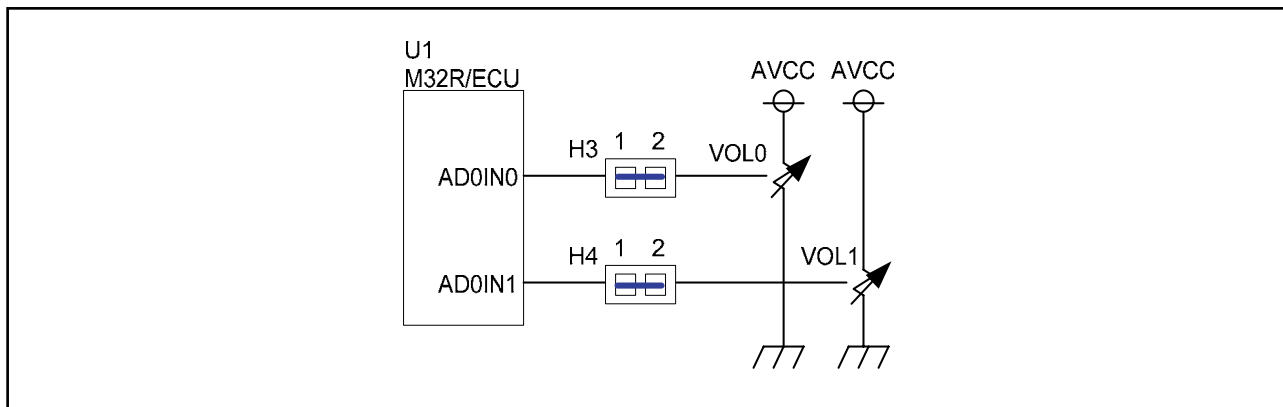 U1
M32R/ECU
AVCC AVCC
H3 1 2 VOL0
AD0IN0
H4 1 2 VOL1
AD0IN1